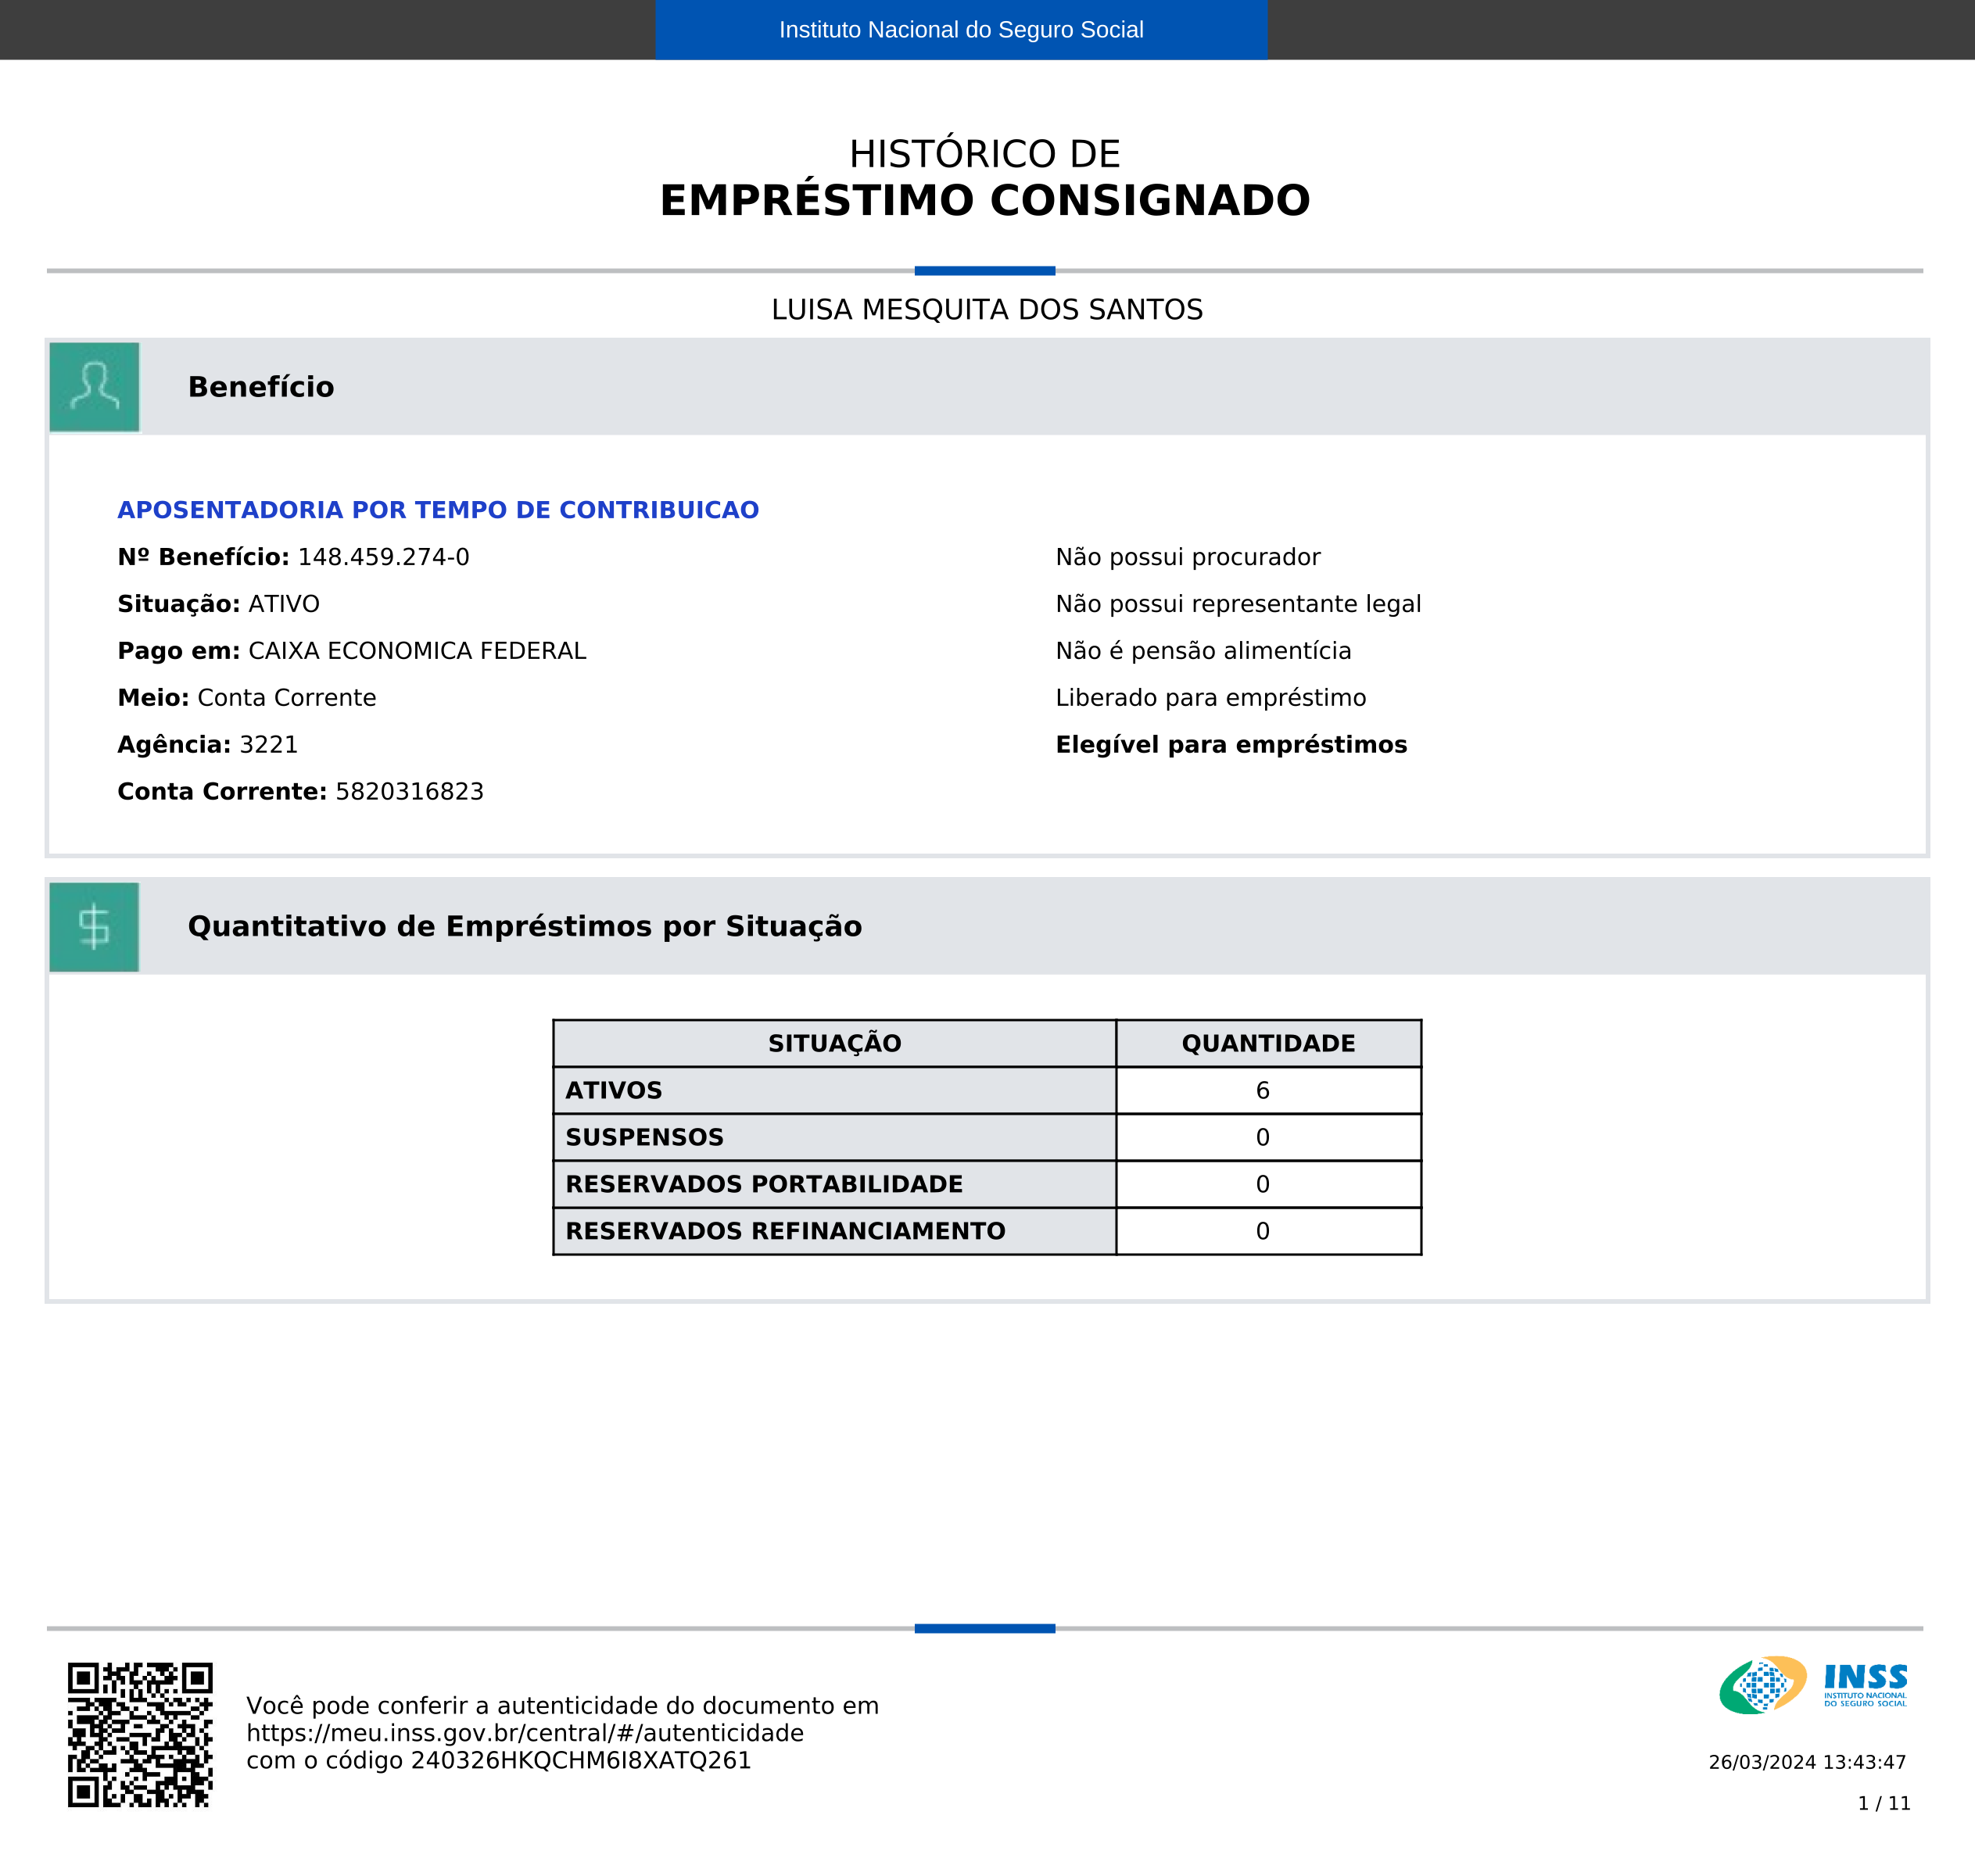 Instituto Nacional do Seguro Social
HISTÓRICO DE
EMPRÉSTIMO CONSIGNADO
LUISA MESQUITA DOS SANTOS
Benefício
APOSENTADORIA POR TEMPO DE CONTRIBUICAO
Nº Benefício: 148.459.274-0
Situação: ATIVO
Pago em: CAIXA ECONOMICA FEDERAL
Meio: Conta Corrente
Agência: 3221
Conta Corrente: 5820316823
Não possui procurador
Não possui representante legal
Não é pensão alimentícia
Liberado para empréstimo
Elegível para empréstimos
Quantitativo de Empréstimos por Situação
SITUAÇÃO QUANTIDADE
ATIVOS 6
SUSPENSOS 0
RESERVADOS PORTABILIDADE 0
RESERVADOS REFINANCIAMENTO 0
Você pode conferir a autenticidade do documento em
https://meu.inss.gov.br/central/#/autenticidade
com o código 240326HKQCHM6I8XATQ261
INSS
INSTITUTO NACIONAL
DO SEGURO SOCIAL
26/03/2024 13:43:47
1 / 11